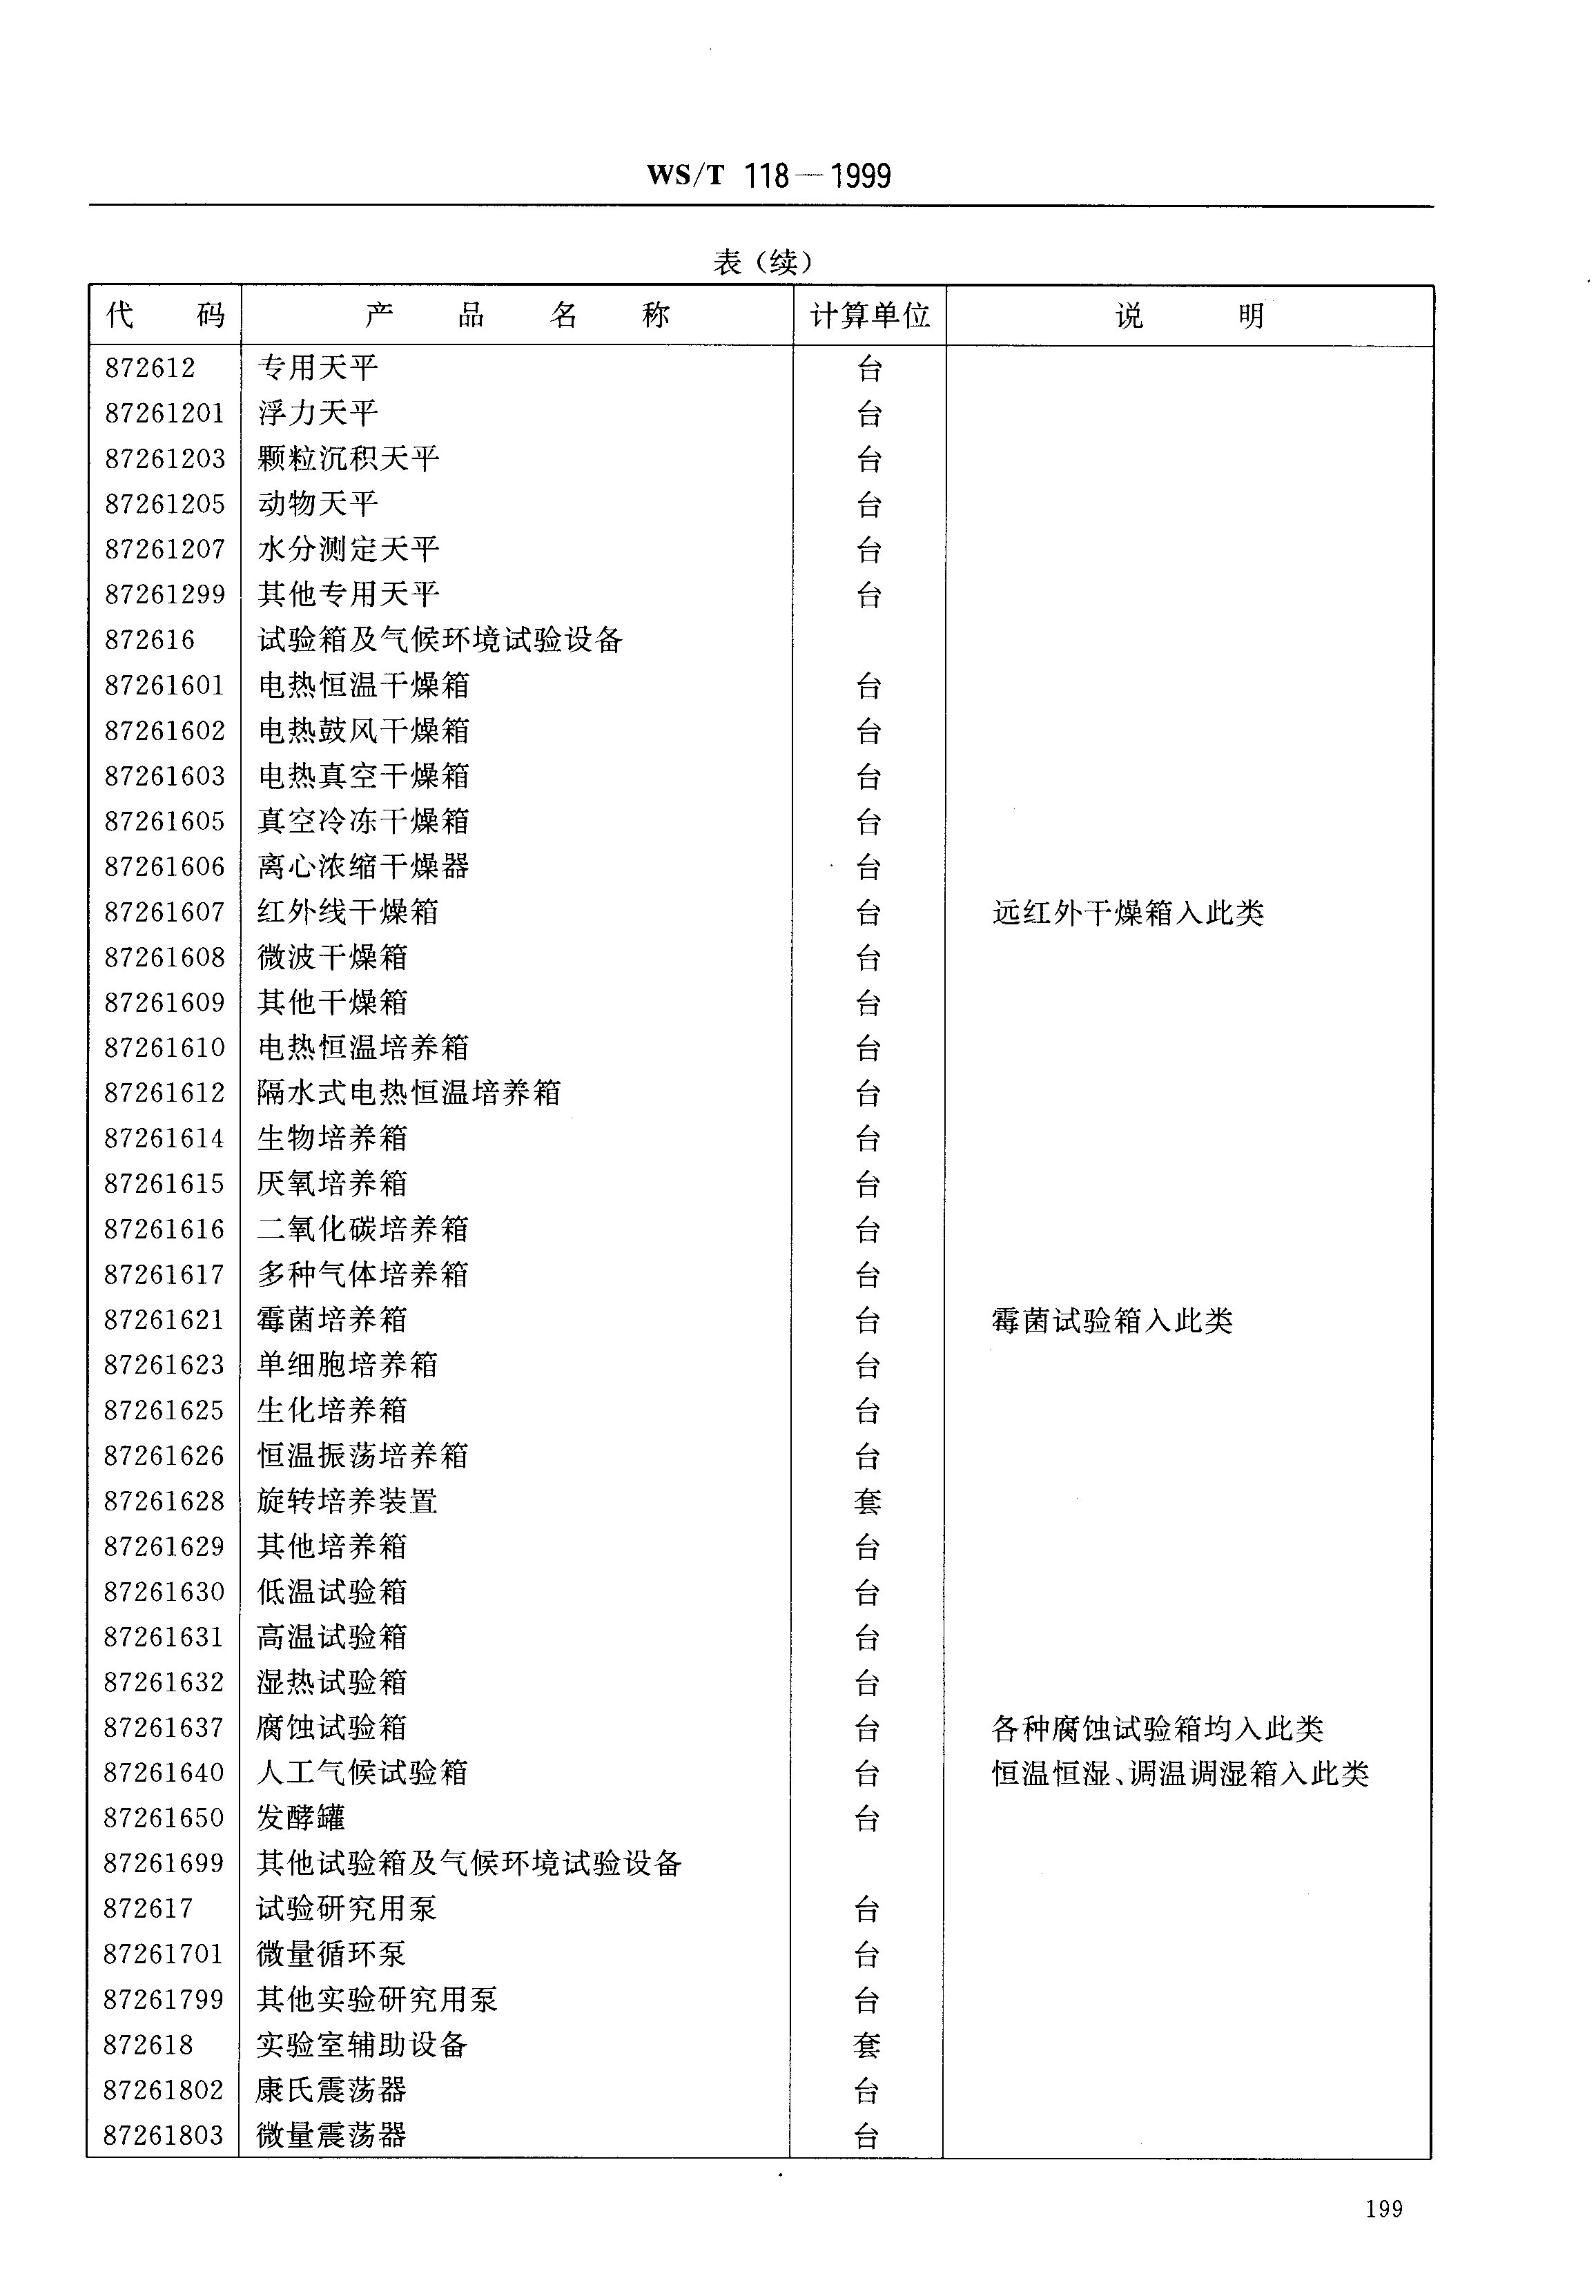 WS/T 118—1999
表（续）
代 码 产 品 名 称 计算单位 说 明
872612 专用天平 台
87261201 浮力天平 台
87261203 颗粒沉积天平 台
87261205 动物天平 台
87261207 水分测定天平 台
87261299 其他专用天平 台
872616 试验箱及气候环境试验设备
87261601 电热恒温干燥箱 台
87261602 电热鼓风干燥箱 台
87261603 电热真空干燥箱 台
87261605 真空冷冻干燥箱 台
87261606 离心浓缩干燥器 台
87261607 红外线干燥箱 台 远红外干燥箱入此类
87261608 微波干燥箱 台
87261609 其他干燥箱 台
87261610 电热恒温培养箱 台
87261612 隔水式电热恒温培养箱 台
87261614 生物培养箱 台
87261615 厌氧培养箱 台
87261616 二氧化碳培养箱 台
87261617 多种气体培养箱 台
87261621 霉菌培养箱 台 霉菌试验箱入此类
87261623 单细胞培养箱 台
87261625 生化培养箱 台
87261626 恒温振荡培养箱 台
87261628 旋转培养装置 套
87261629 其他培养箱 台
87261630 低温试验箱 台
87261631 高温试验箱 台
87261632 湿热试验箱 台
87261637 腐蚀试验箱 台 各种腐蚀试验箱均入此类
87261640 人工气候试验箱 台 恒温恒湿、调温调湿箱入此类
87261650 发酵罐 台
87261699 其他试验箱及气候环境试验设备
872617 试验研究用泵 台
87261701 微量循环泵 台
87261799 其他实验研究用泵 台
872618 实验室辅助设备 套
87261802 康氏震荡器 台
87261803 微量震荡器 台
199